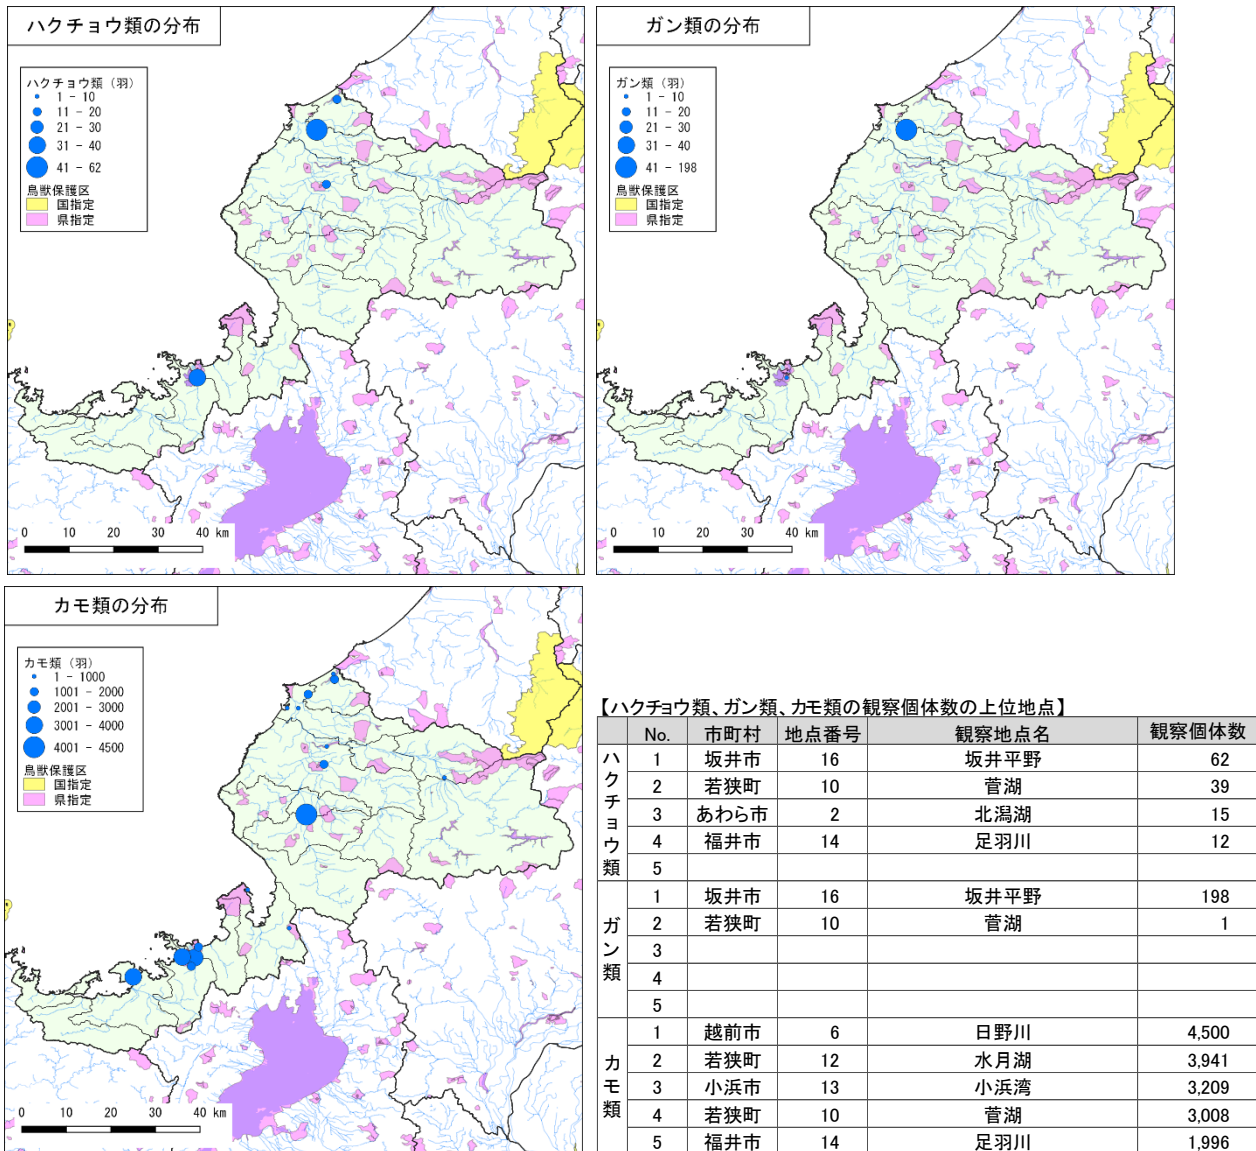 ハクチョウ類の分布
ハクチョウ類（羽）
1 - 10
11 - 20
21 - 30
31 - 40
41 - 62
鳥獣保護区
国指定
県指定
0 10 20 30 40 km
ガン類の分布
ガン類（羽）
1 - 10
11 - 20
21 - 30
31 - 40
41 - 198
鳥獣保護区
国指定
県指定
0 10 20 30 40 km
カモ類の分布
カモ類（羽）
1 - 1000
1001 - 2000
2001 - 3000
3001 - 4000
4001 - 4500
鳥獣保護区
国指定
県指定
0 10 20 30 40 km
【ハクチョウ類、ガン類、カモ類の観察個体数の上位地点】
No. 市町村 地点番号 観察地点名 観察個体数
ハクチョウ類
1 坂井市 16 坂井平野 62
2 若狭町 10 菅湖 39
3 あわら市 2 北潟湖 15
4 福井市 14 足羽川 12
5
ガン類
1 坂井市 16 坂井平野 198
2 若狭町 10 菅湖 1
3
4
5
カモ類
1 越前市 6 日野川 4,500
2 若狭町 12 水月湖 3,941
3 小浜市 13 小浜湾 3,209
4 若狭町 10 菅湖 3,008
5 福井市 14 足羽川 1,996